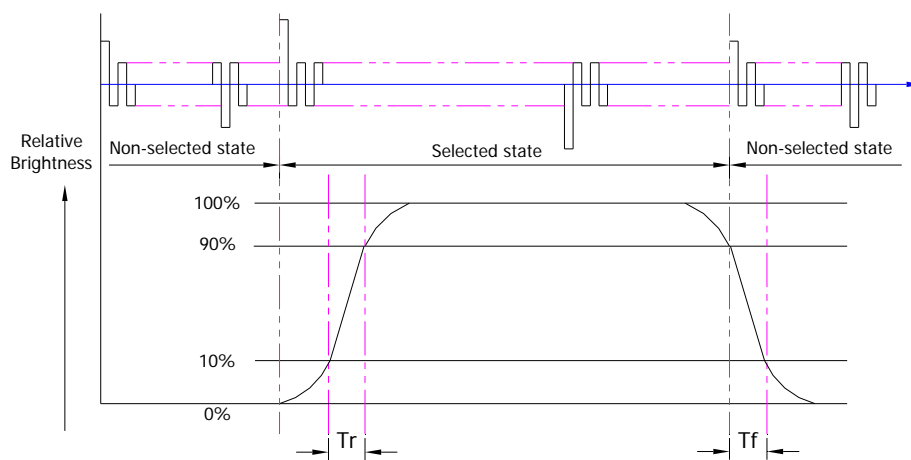 Relative
Brightness
Non-selected state
Selected state
Non-selected state
100%
90%
10%
0%
Tr
Tf